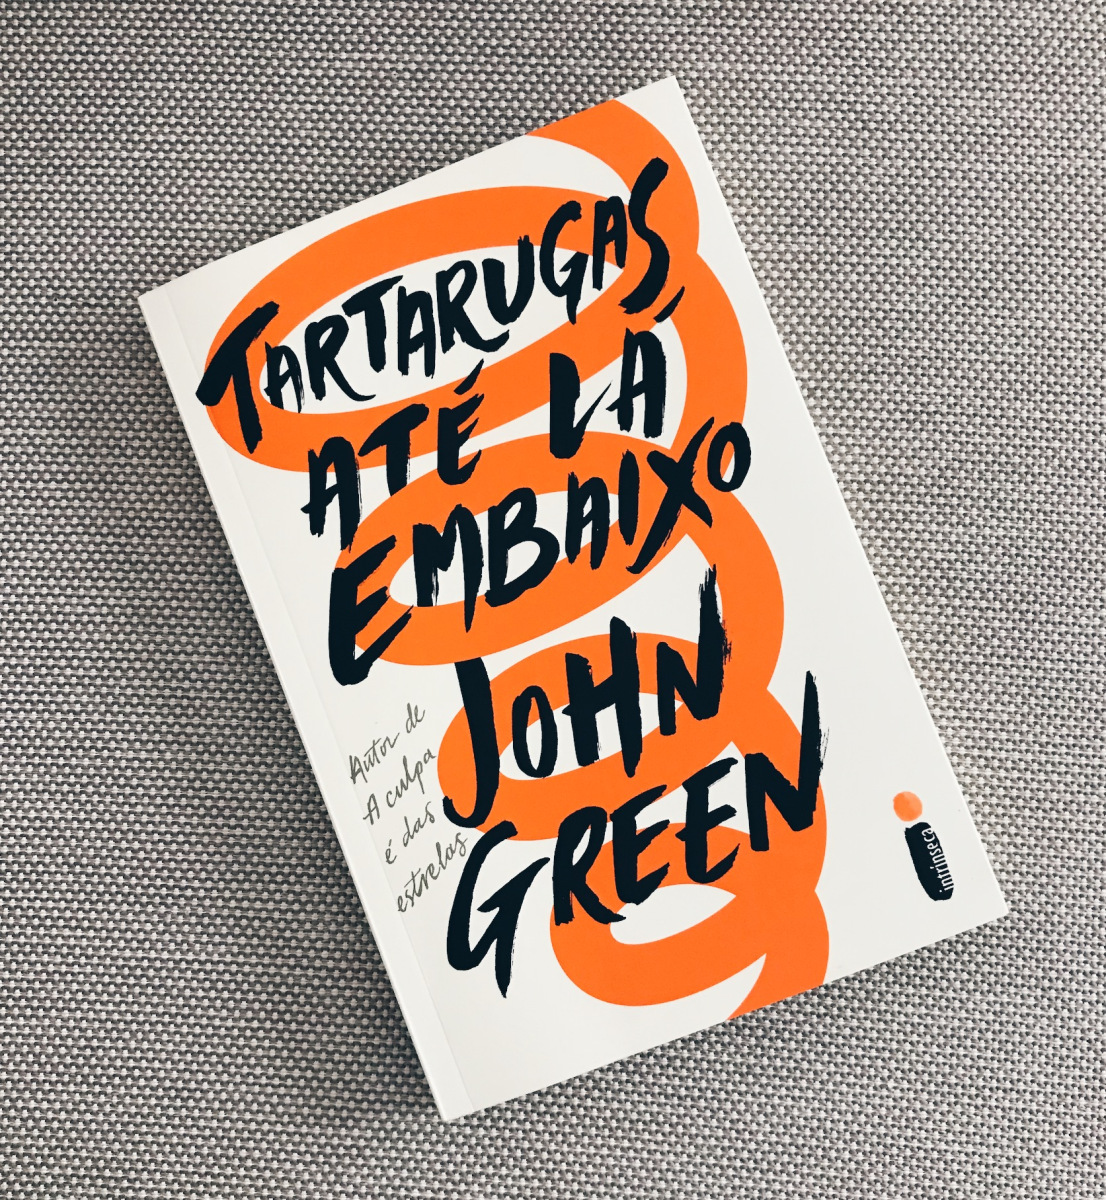 TARTARUGAS
ATÉ LÁ
EMBAIXO
JOHN
GREEN
Autor de
A culpa
é das
estrelas
intrínseca